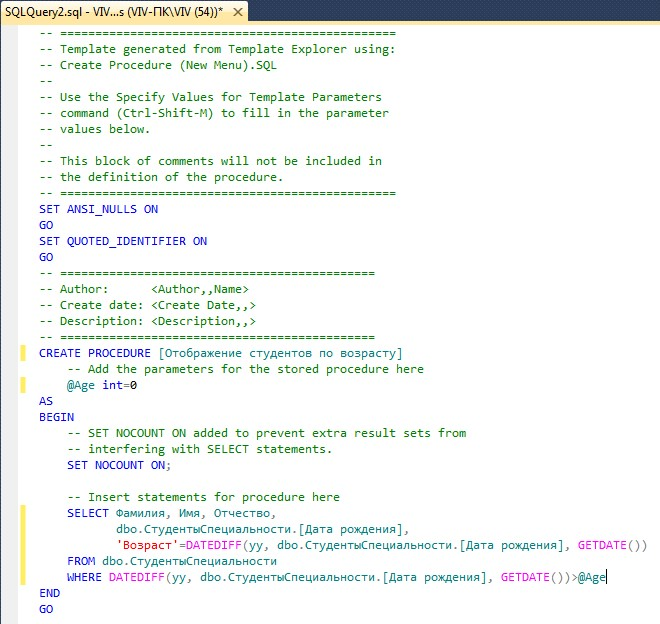 SQLQuery2.sql - VIV...s (VIV-ПК\VIV (54))* ×
-- ================================================
-- Template generated from Template Explorer using:
-- Create Procedure (New Menu).SQL
--
-- Use the Specify Values for Template Parameters
-- command (Ctrl-Shift-M) to fill in the parameter
-- values below.
--
-- This block of comments will not be included in
-- the definition of the procedure.
-- ================================================
SET ANSI_NULLS ON
GO
SET QUOTED_IDENTIFIER ON
GO
-- =============================================
-- Author:      <Author,,Name>
-- Create date: <Create Date,,>
-- Description: <Description,,>
-- =============================================
CREATE PROCEDURE [Отображение студентов по возрасту]
    -- Add the parameters for the stored procedure here
    @Age int=0
AS
BEGIN
    -- SET NOCOUNT ON added to prevent extra result sets from
    -- interfering with SELECT statements.
    SET NOCOUNT ON;

    -- Insert statements for procedure here
    SELECT Фамилия, Имя, Отчество,
           dbo.СтудентыСпециальности.[Дата рождения],
           'Возраст'=DATEDIFF(yy, dbo.СтудентыСпециальности.[Дата рождения], GETDATE())
    FROM dbo.СтудентыСпециальности
    WHERE DATEDIFF(yy, dbo.СтудентыСпециальности.[Дата рождения], GETDATE())>@Age
END
GO